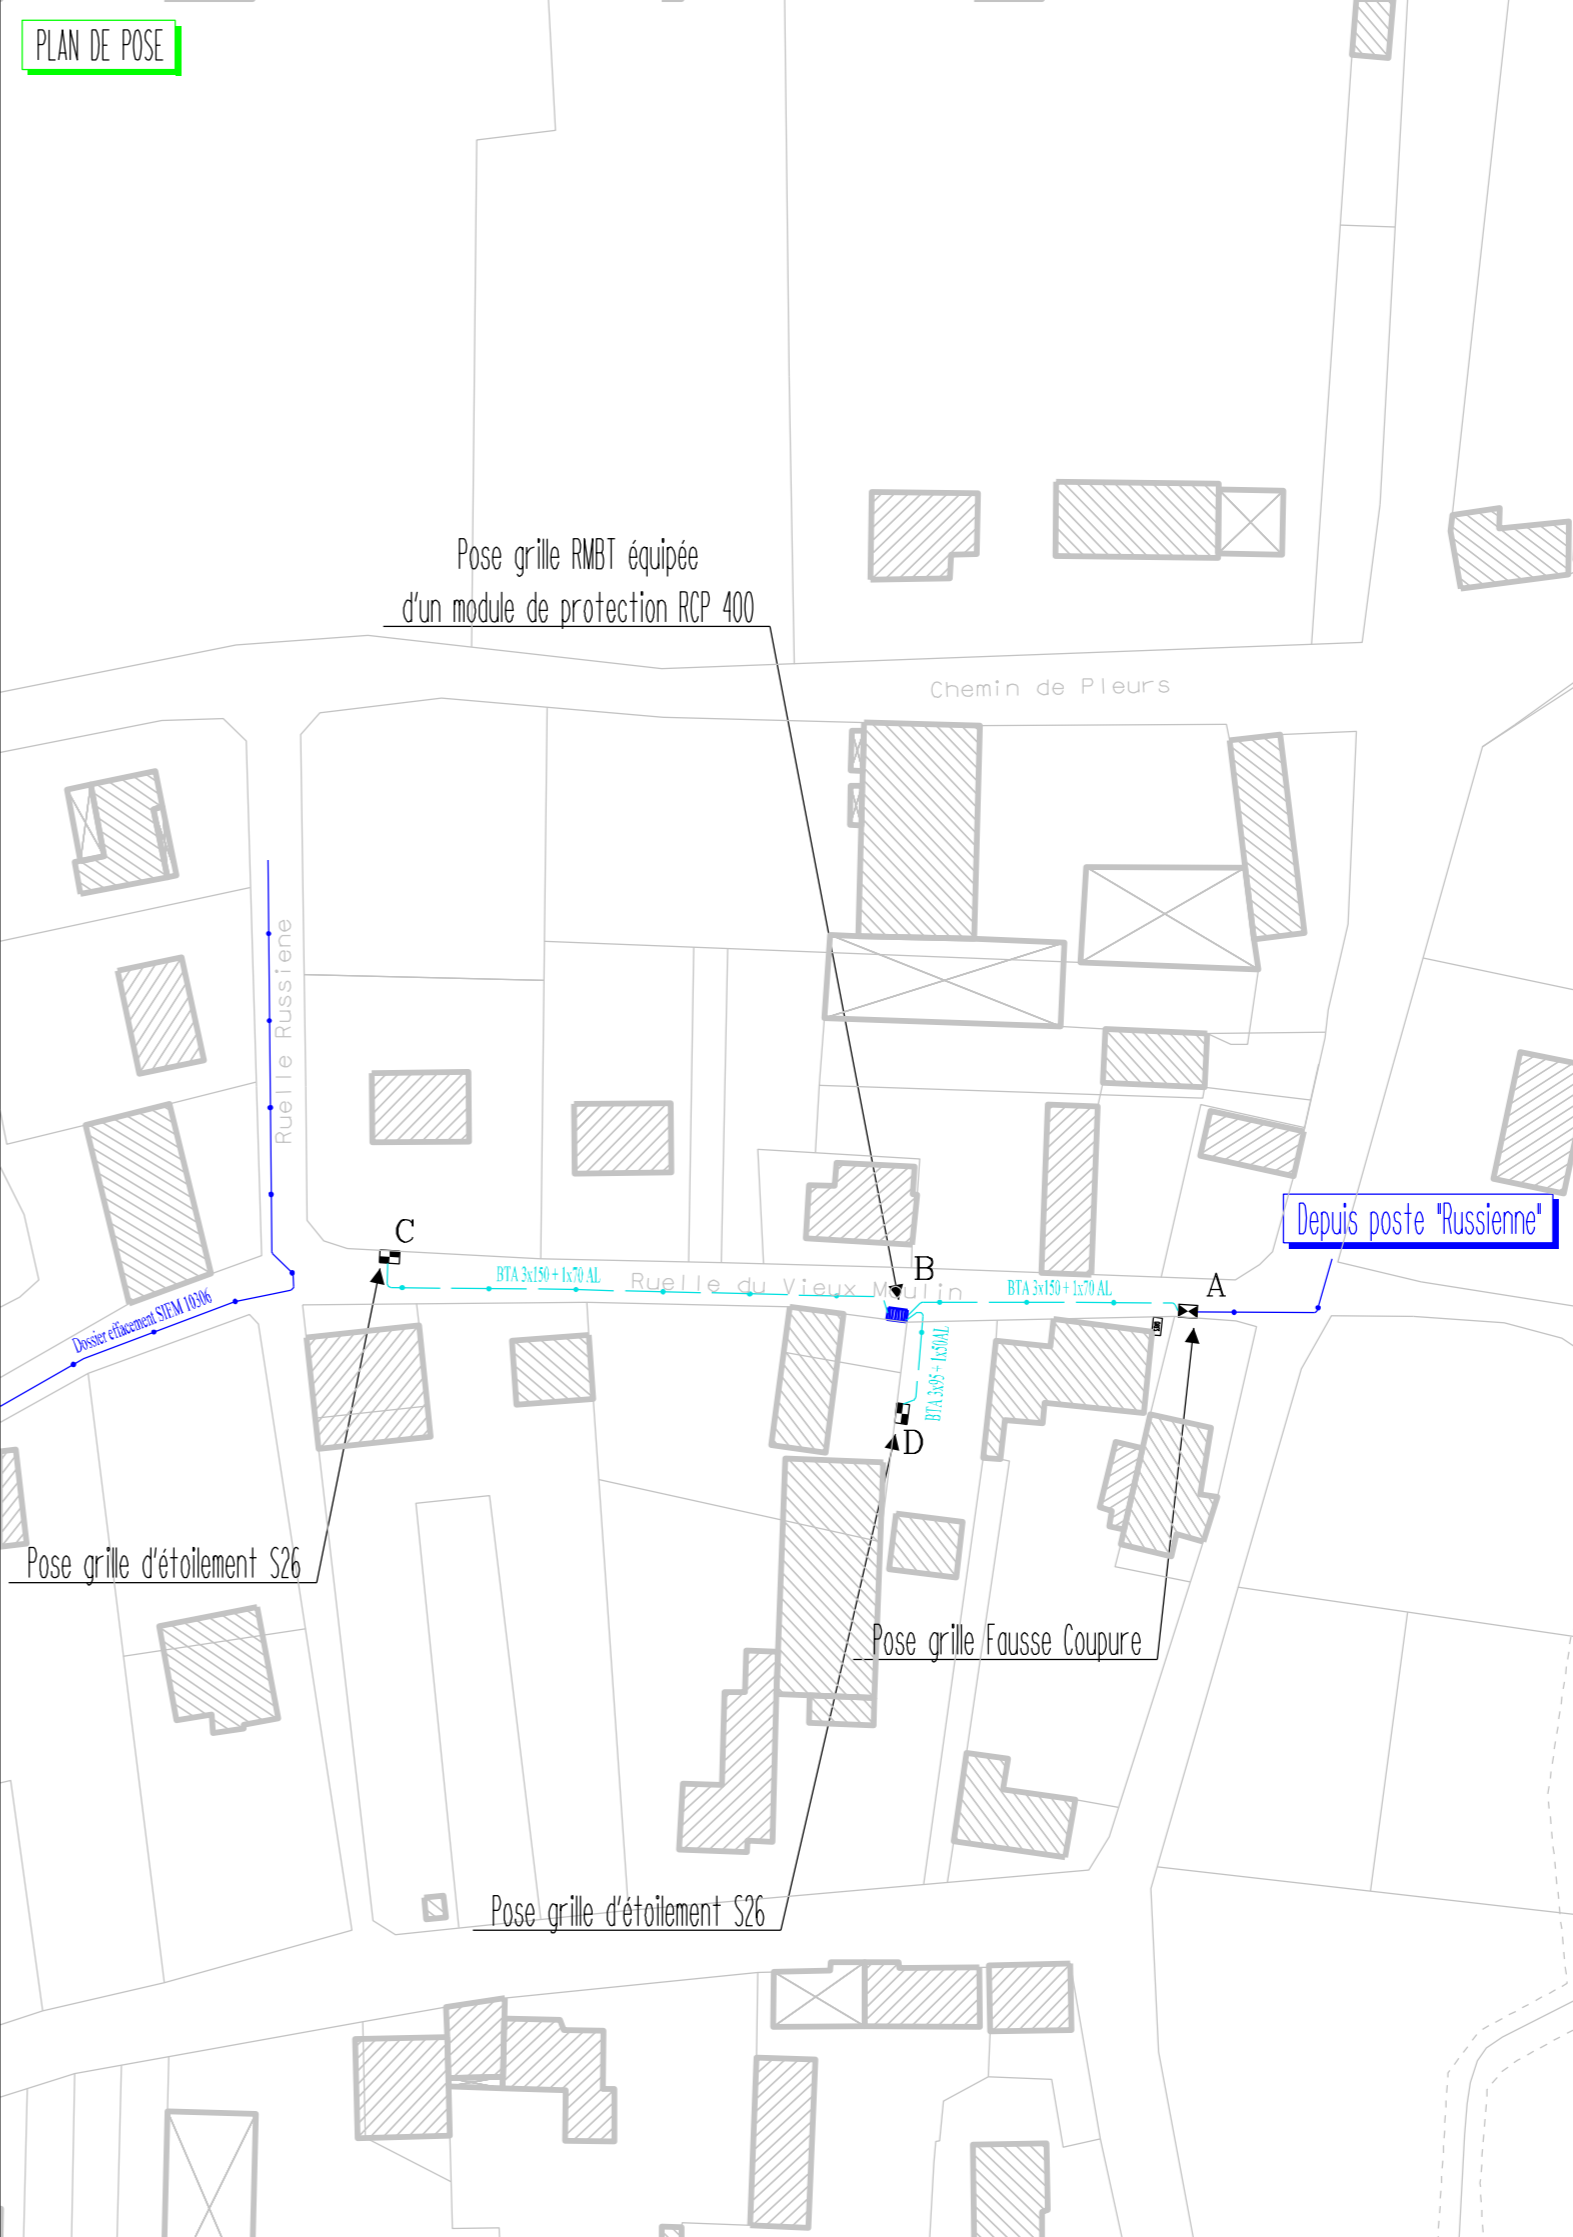 PLAN DE POSE
Pose grille RMBT équipée
d'un module de protection RCP 400
Chemin de Pleurs
Ruelle Russiene
C
B
A
Depuis poste "Russienne"
BTA 3x150 + 1x70 AL
Ruelle du Vieux Moulin
BTA 3x150 + 1x70 AL
Dossier effacement SIEM 10306
BTA 3x95 + 1x50AL
D
Pose grille d'étoilement S26
Pose grille Fausse Coupure
Pose grille d'étoilement S26